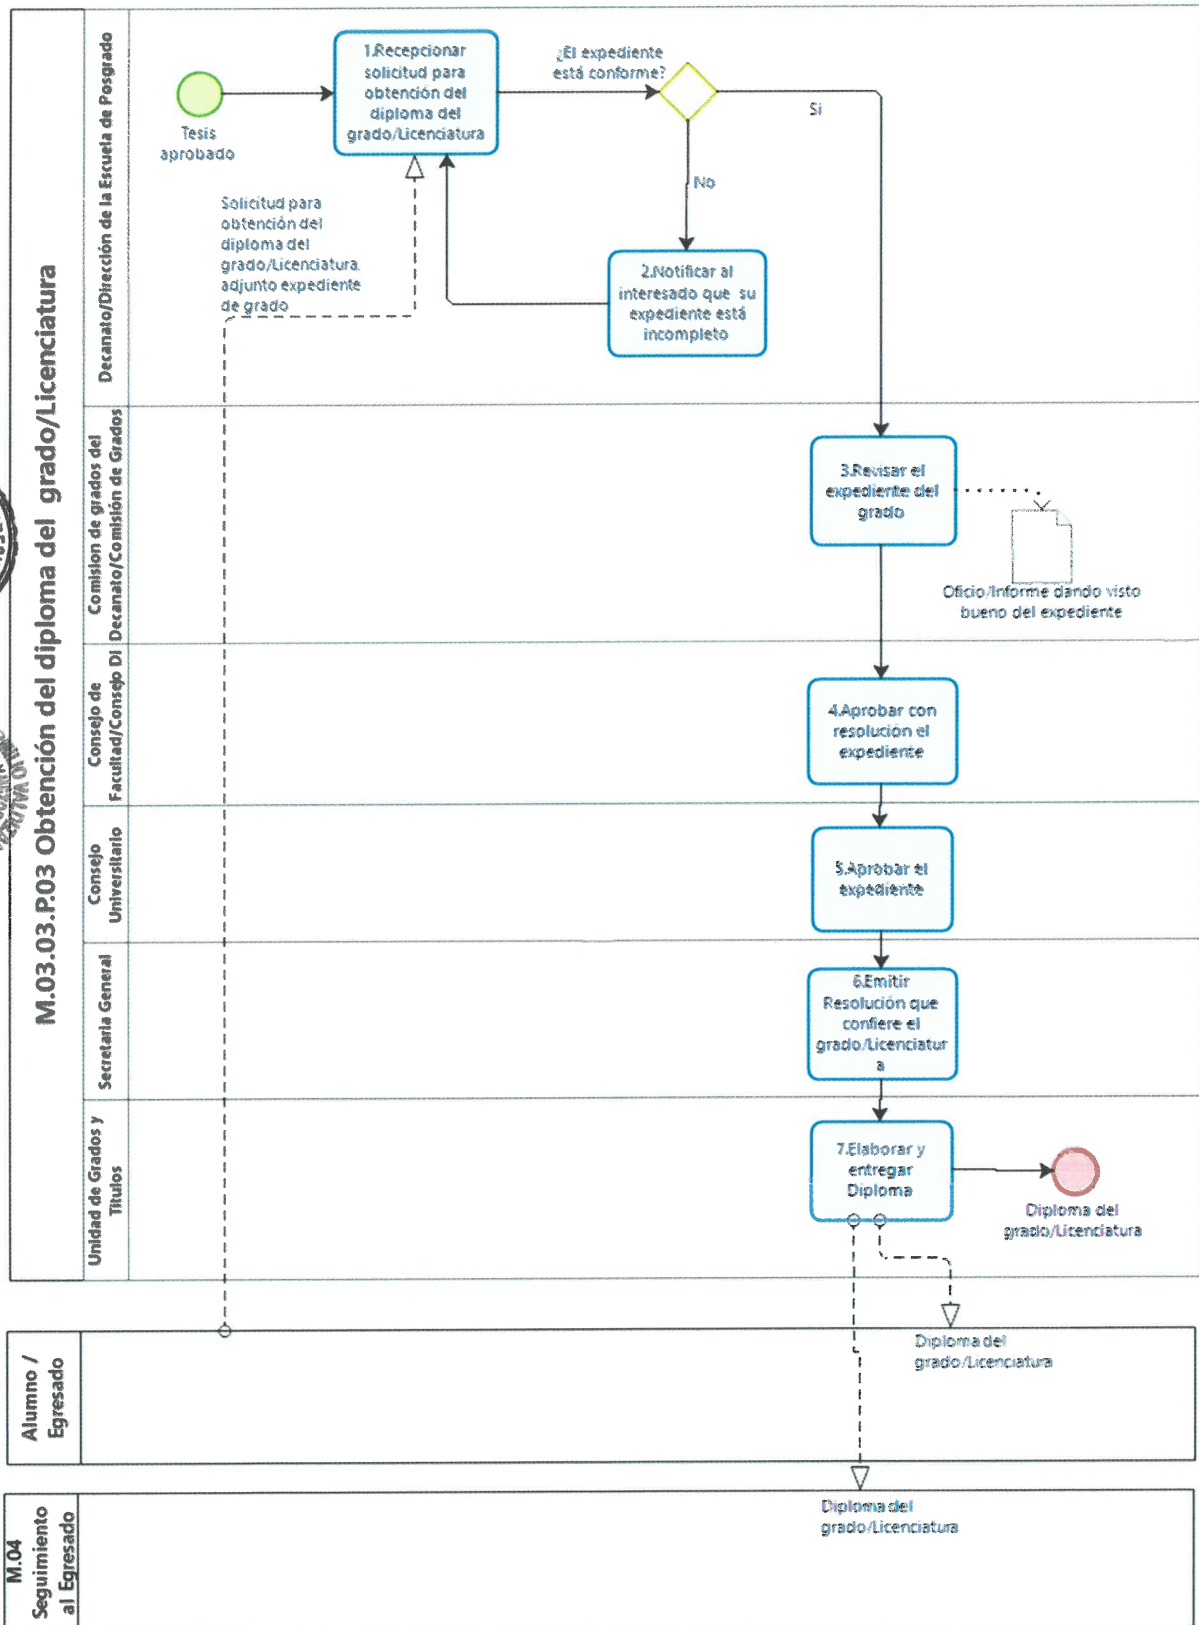 M.03.03.P.03 Obtención del diploma del grado/Licenciatura
Decanato/Dirección de la Escuela de Posgrado
Tesis
aprobado
1.Recepcionar
solicitud para
obtención del
diploma del
grado/Licenciatura
¿El expediente
está conforme?
Si
No
Solicitud para
obtención del
diploma del
grado/Licenciatura.
adjunto expediente
de grado
2.Notificar al
interesado que su
expediente está
incompleto
Comision de grados del
Decanato/Comisión de Grados
3.Revisar el
expediente del
grado
Oficio/Informe dando visto
bueno del expediente
Consejo de
Facultad/Consejo DI
4.Aprobar con
resolución el
expediente
Consejo
Universitario
5.Aprobar el
expediente
Secretaria General
6.Emitir
Resolución que
confiere el
grado/Licenciatur
a
Unidad de Grados y
Títulos
7.Elaborar y
entregar
Diploma
Diploma del
grado/Licenciatura
Alumno /
Egresado
Diploma del
grado/Licenciatura
M.04
Seguimiento
al Egresado
Diploma del
grado/Licenciatura